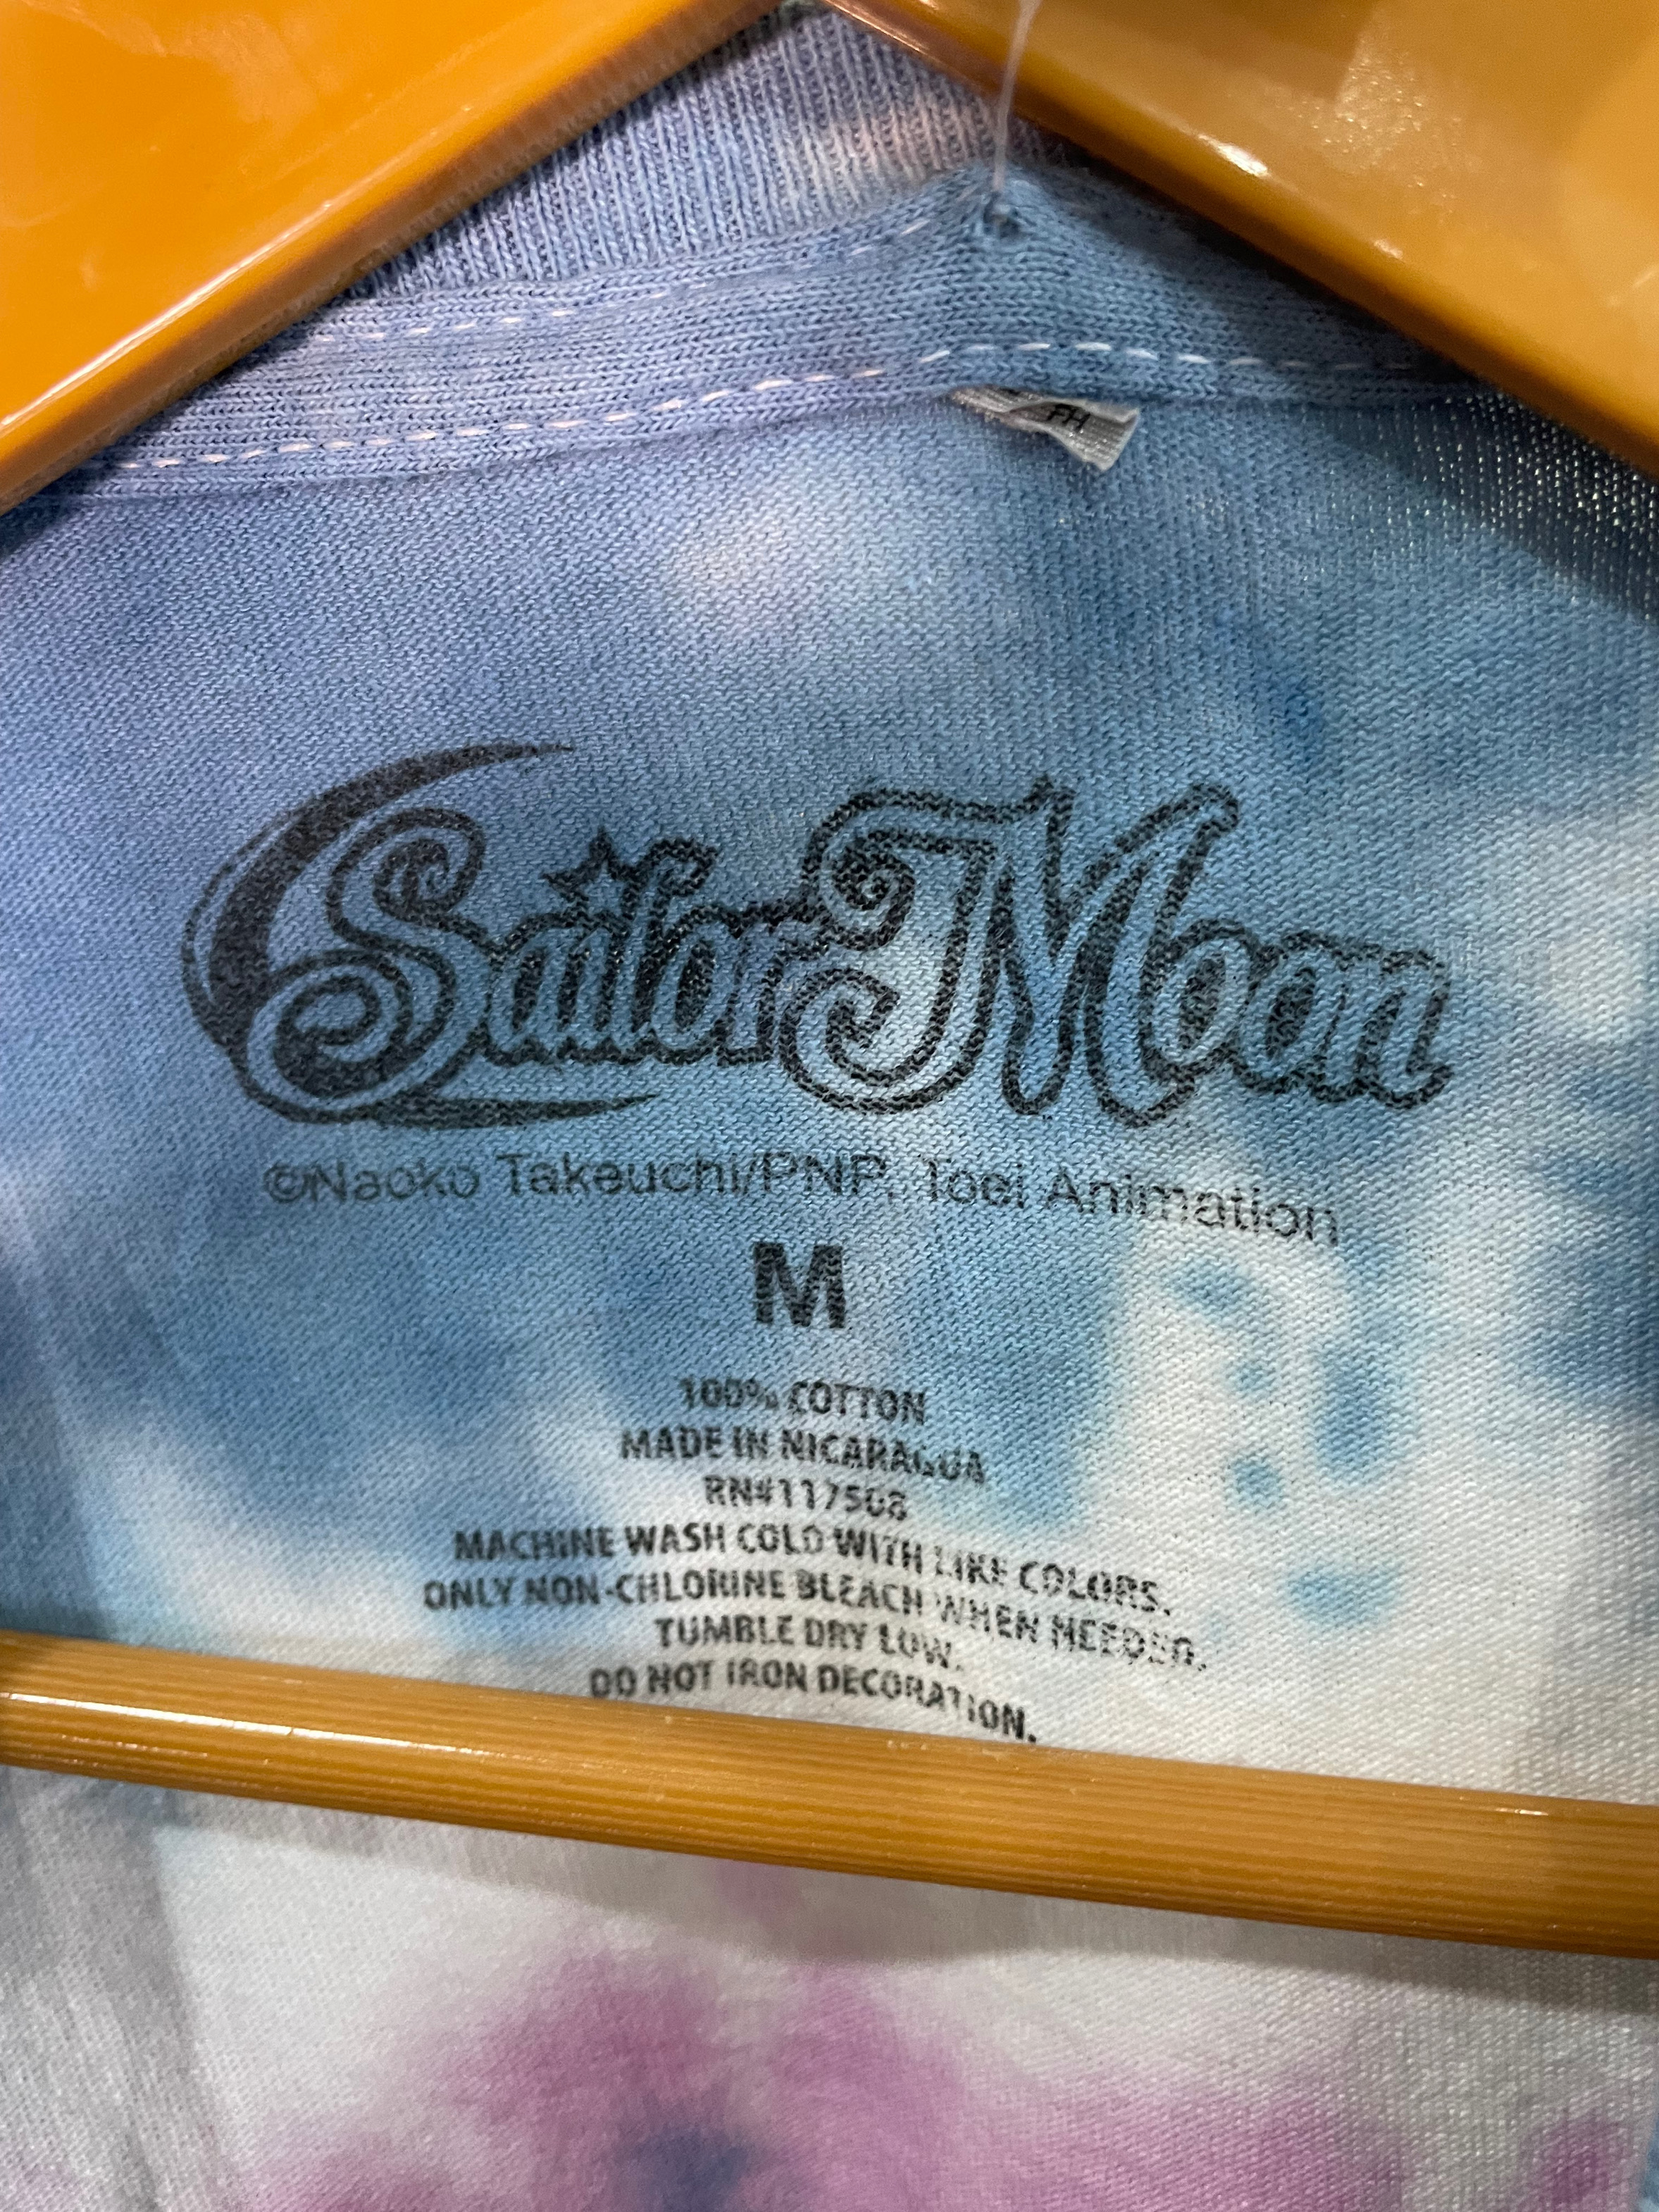 FH
Sailor Moon
©Naoko Takeuchi/PNP, Toei Animation
M
100% COTTON
MADE IN NICARAGUA
RN#117508
MACHINE WASH COLD WITH LIKE COLORS.
ONLY NON-CHLORINE BLEACH WHEN NEEDED.
TUMBLE DRY LOW.
DO NOT IRON DECORATION.